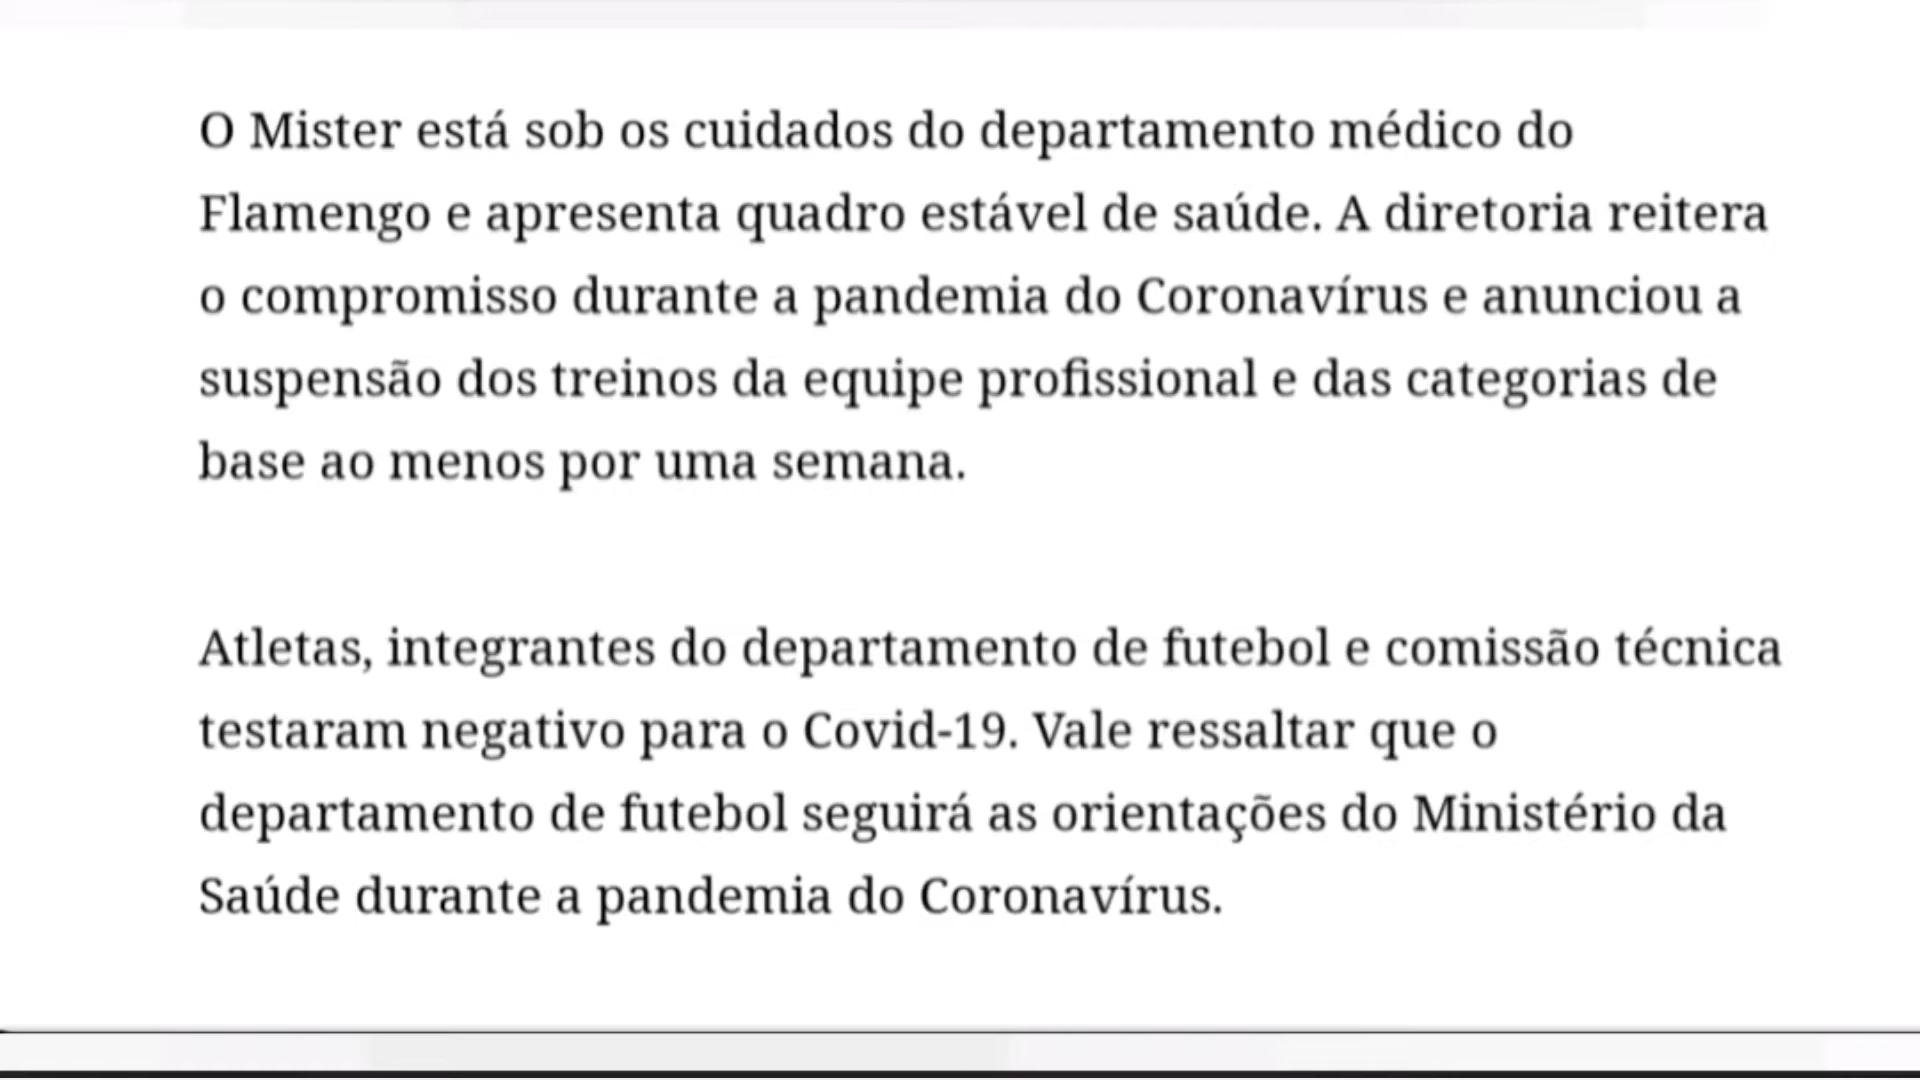 O Mister está sob os cuidados do departamento médico do
Flamengo e apresenta quadro estável de saúde. A diretoria reitera
o compromisso durante a pandemia do Coronavírus e anunciou a
suspensão dos treinos da equipe profissional e das categorias de
base ao menos por uma semana.
Atletas, integrantes do departamento de futebol e comissão técnica
testaram negativo para o Covid-19. Vale ressaltar que o
departamento de futebol seguirá as orientações do Ministério da
Saúde durante a pandemia do Coronavírus.